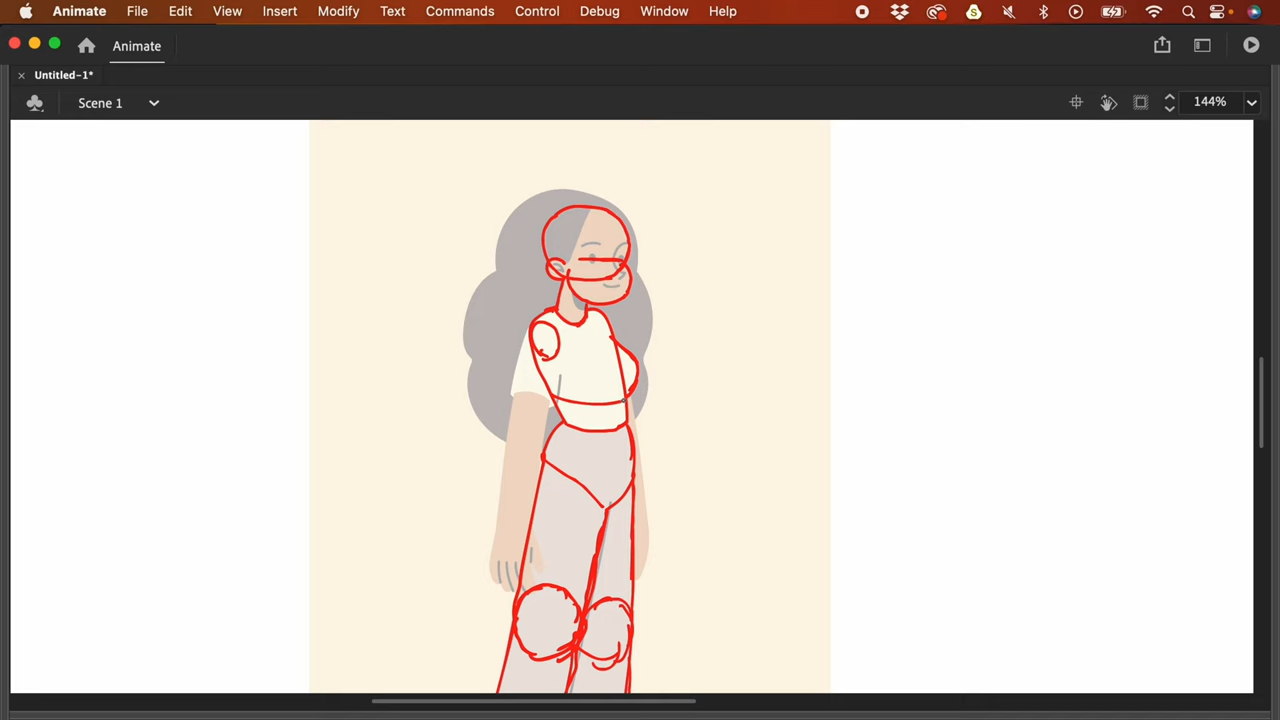 Animate File Edit View Insert Modify Text Commands Control Debug Window Help
Animate
Untitled-1*
Scene 1 144%